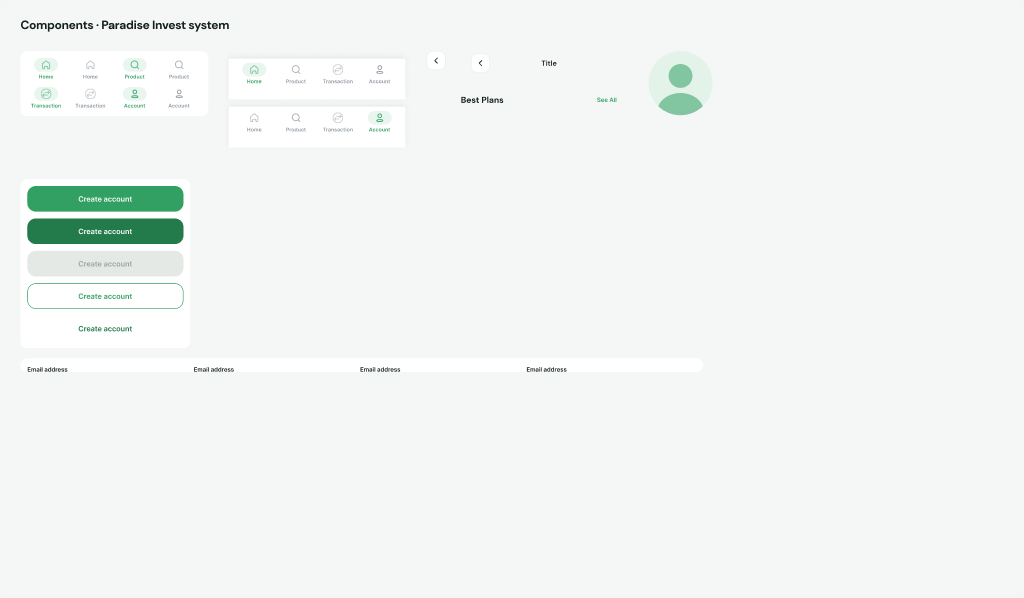 Components · Paradise Invest system
Home
Home
Product
Product
Transaction
Transaction
Account
Account
Home
Product
Transaction
Account
Home
Product
Transaction
Account
Title
Best Plans
See All
Create account
Create account
Create account
Create account
Create account
Email address
Email address
Email address
Email address